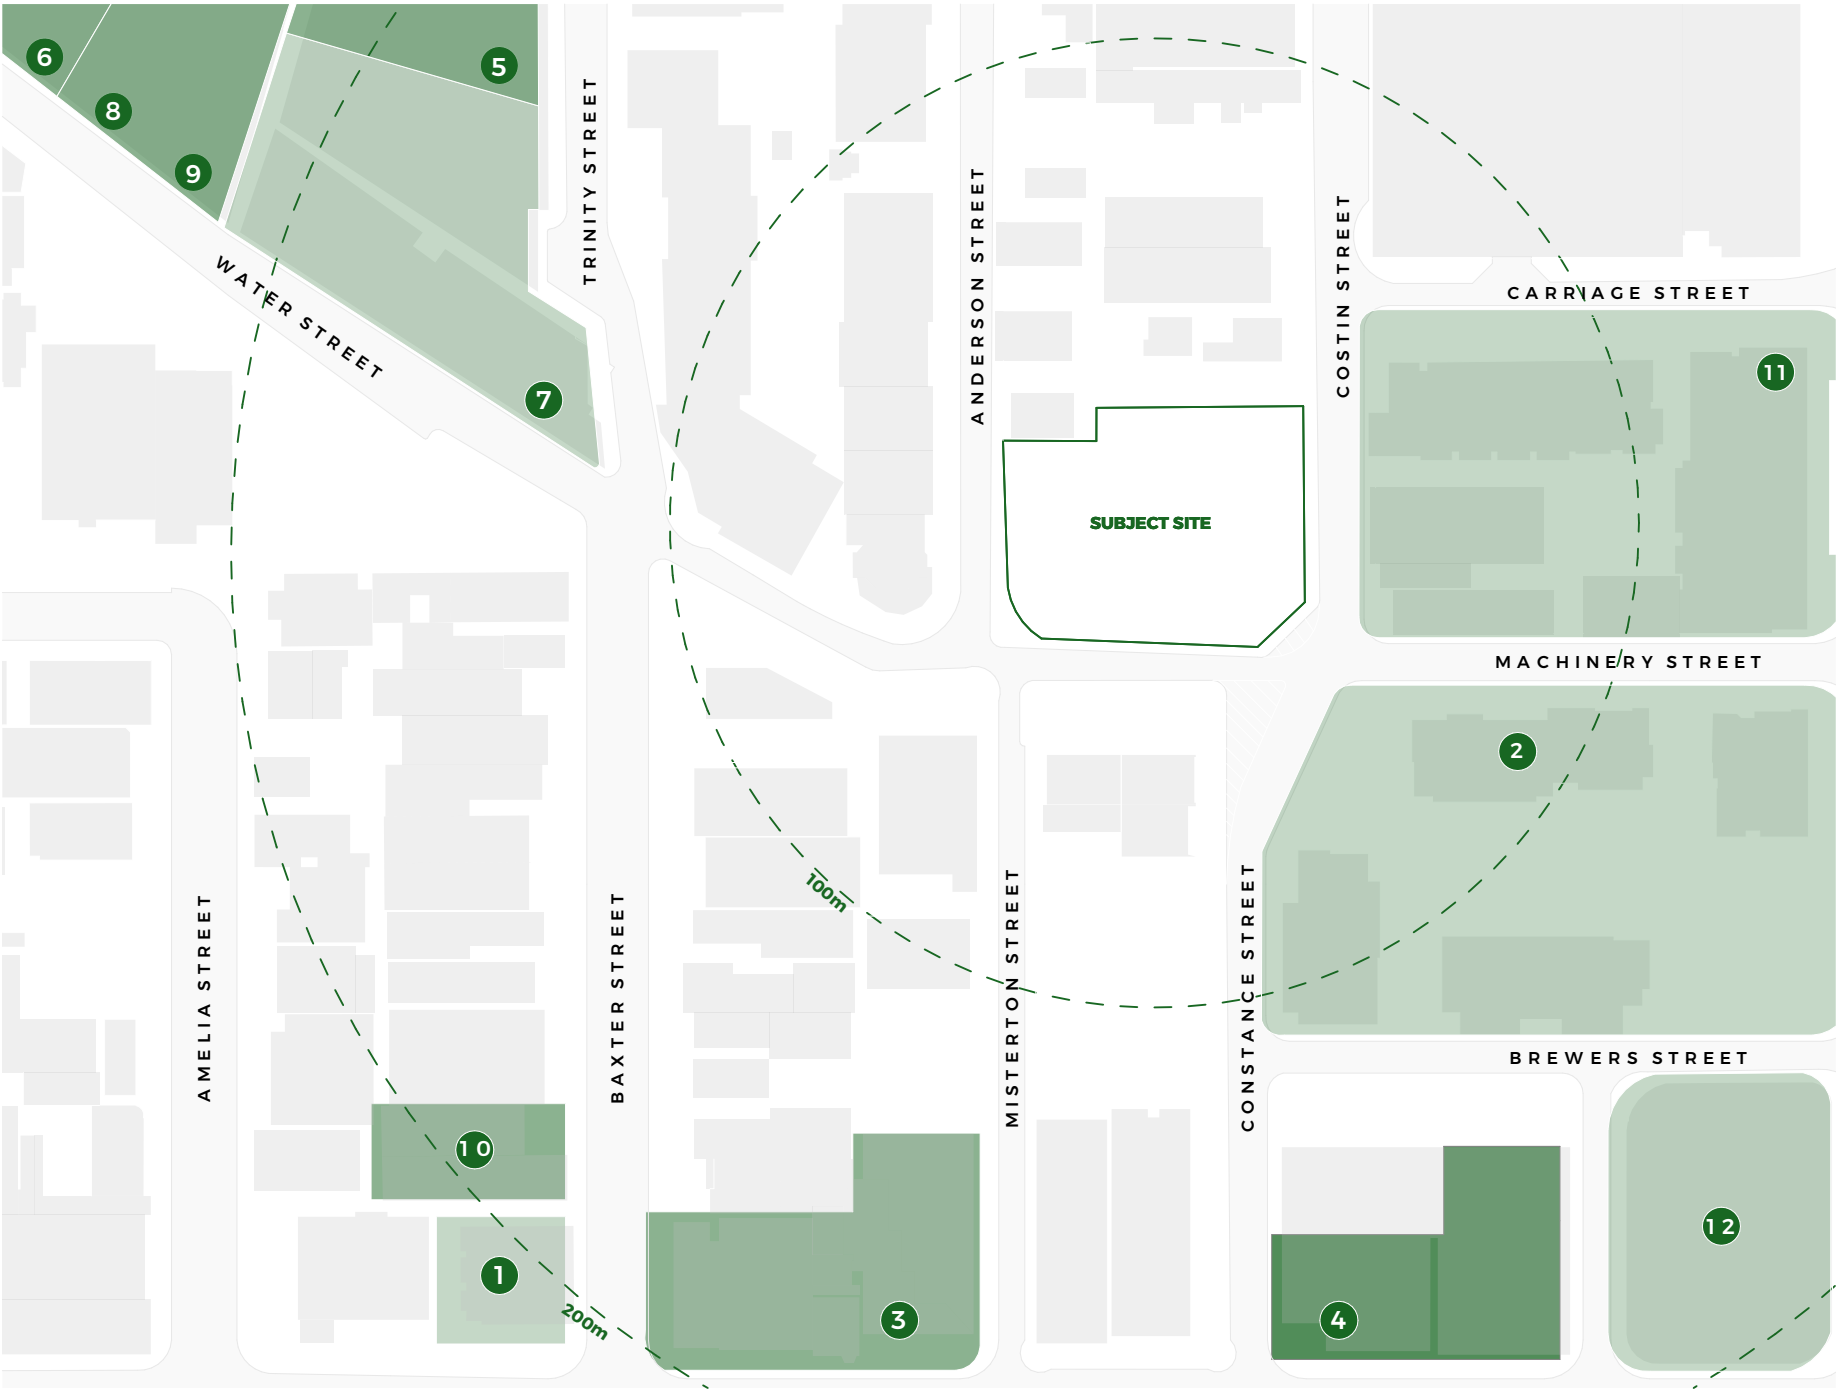 6
5
8
9
TRINITY STREET
ANDERSON STREET
COSTIN STREET
WATER STREET
CARRIAGE STREET
7
11
SUBJECT SITE
MACHINERY STREET
2
100m
AMELIA STREET
BAXTER STREET
MISTERTON STREET
CONSTANCE STREET
BREWERS STREET
10
1
200m
3
4
12